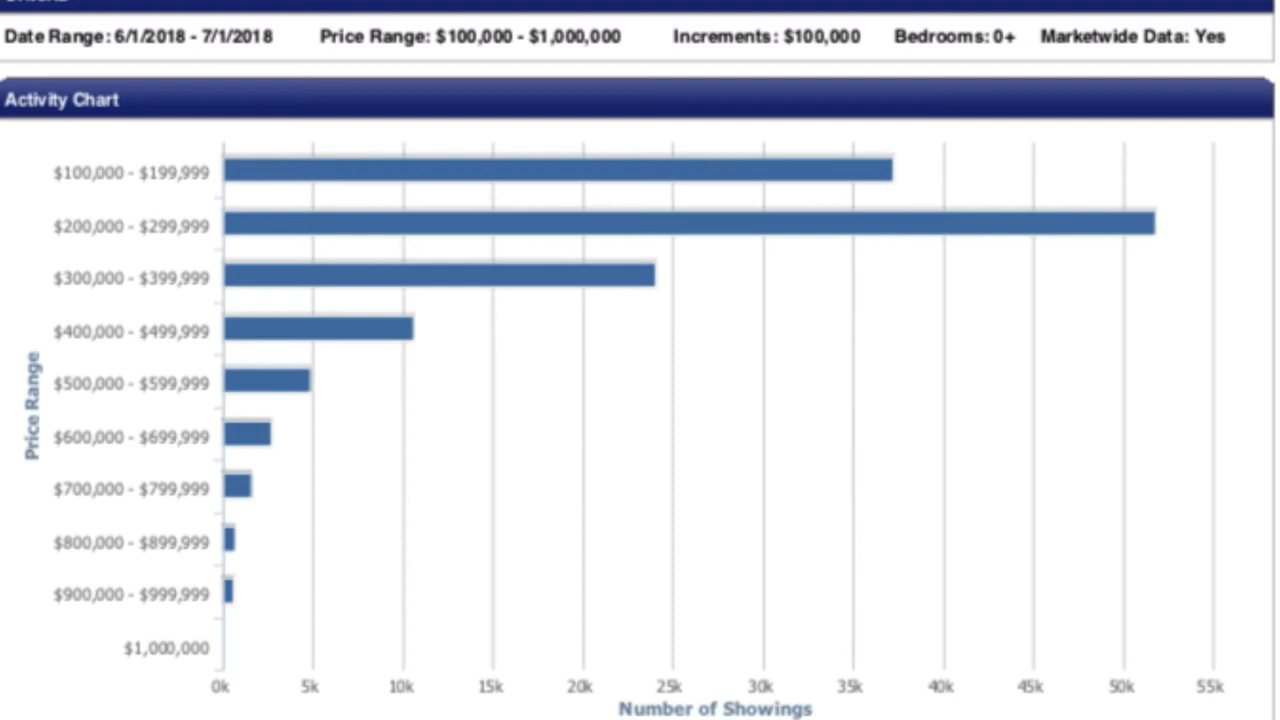 Date Range: 6/1/2018 - 7/1/2018 Price Range: $100,000 - $1,000,000 Increments: $100,000 Bedrooms: 0+ Marketwide Data: Yes
Activity Chart
$100,000 - $199,999
$200,000 - $299,999
$300,000 - $399,999
$400,000 - $499,999
$500,000 - $599,999
$600,000 - $699,999
$700,000 - $799,999
$800,000 - $899,999
$900,000 - $999,999
$1,000,000
Price Range
0k 5k 10k 15k 20k 25k 30k 35k 40k 45k 50k 55k
Number of Showings